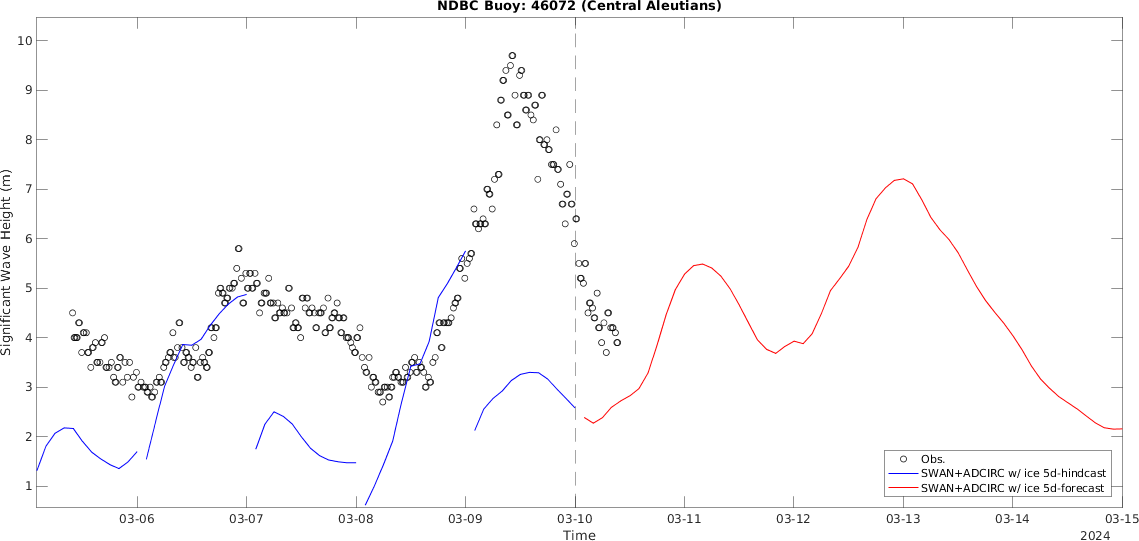 NDBC Buoy: 46072 (Central Aleutians)
Significant Wave Height (m)
10
9
8
7
6
5
4
3
2
1
Obs.
SWAN+ADCIRC w/ ice 5d-hindcast
SWAN+ADCIRC w/ ice 5d-forecast
03-06 03-07 03-08 03-09 03-10 03-11 03-12 03-13 03-14 03-15
Time
2024